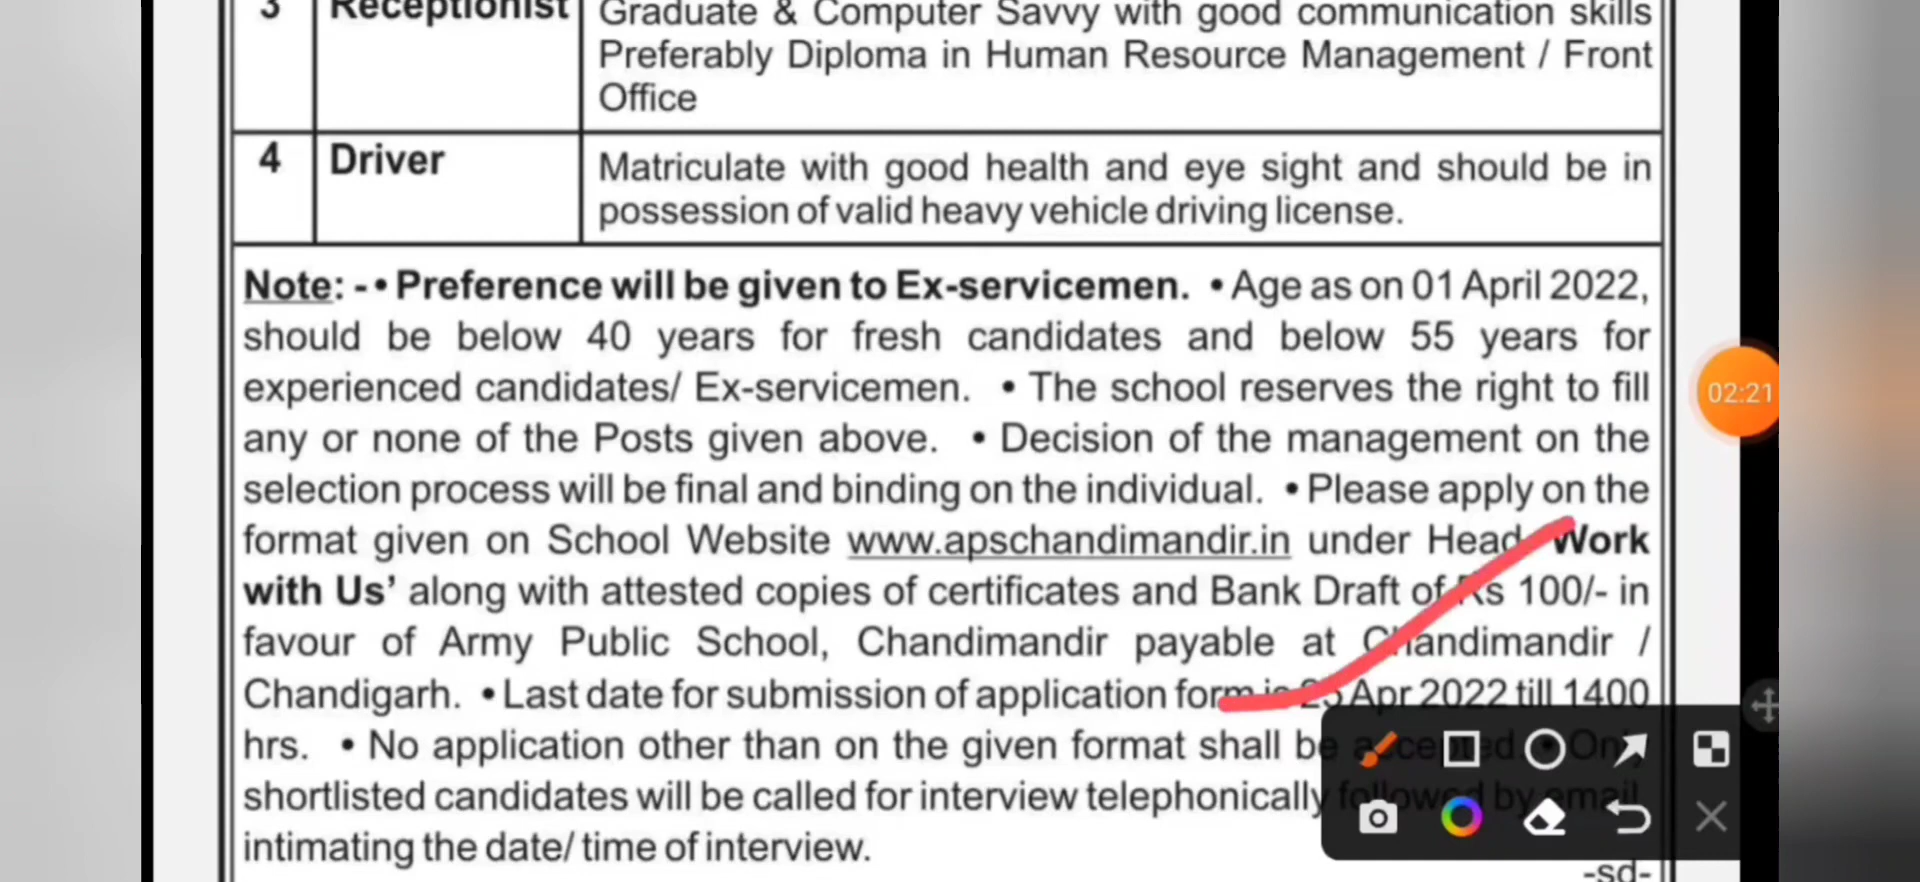 3 Receptionist Graduate & Computer Savvy with good communication skills
Preferably Diploma in Human Resource Management / Front
Office
4 Driver Matriculate with good health and eye sight and should be in
possession of valid heavy vehicle driving license.
Note: - • Preference will be given to Ex-servicemen. • Age as on 01 April 2022,
should be below 40 years for fresh candidates and below 55 years for
experienced candidates/ Ex-servicemen. • The school reserves the right to fill
any or none of the Posts given above. • Decision of the management on the
selection process will be final and binding on the individual. • Please apply on the
format given on School Website www.apschandimandir.in under Head Work
with Us’ along with attested copies of certificates and Bank Draft of Rs 100/- in
favour of Army Public School, Chandimandir payable at Chandimandir /
Chandigarh. • Last date for submission of application form is Apr 2022 till 1400
hrs. • No application other than on the given format shall be accepted. • Only
shortlisted candidates will be called for interview telephonically followed by email
intimating the date/ time of interview.
-sd-
02:21